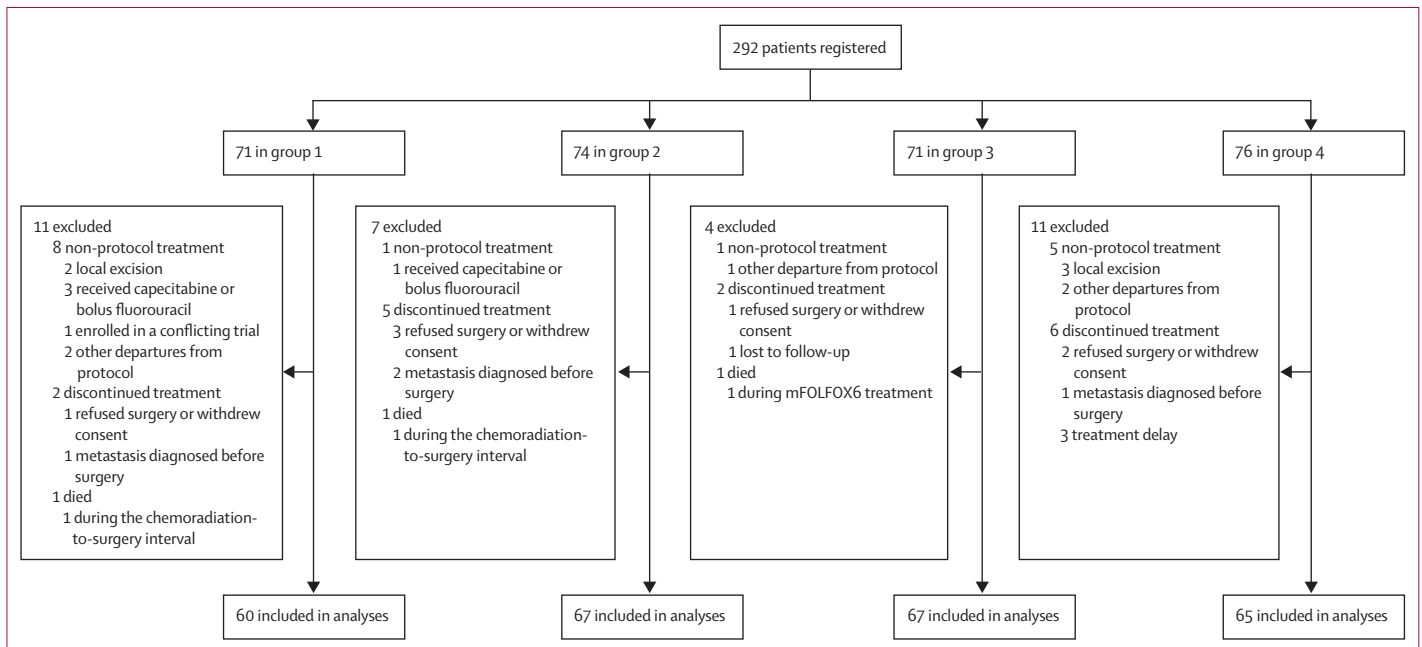 292 patients registered
71 in group 1
74 in group 2
71 in group 3
76 in group 4
11 excluded
8 non-protocol treatment
2 local excision
3 received capecitabine or
bolus fluorouracil
1 enrolled in a conflicting trial
2 other departures from
protocol
2 discontinued treatment
1 refused surgery or withdrew
consent
1 metastasis diagnosed before
surgery
1 died
1 during the chemoradiation-
to-surgery interval
7 excluded
1 non-protocol treatment
1 received capecitabine or
bolus fluorouracil
5 discontinued treatment
3 refused surgery or withdrew
consent
2 metastasis diagnosed before
surgery
1 died
1 during the chemoradiation-
to-surgery interval
4 excluded
1 non-protocol treatment
1 other departure from protocol
2 discontinued treatment
1 refused surgery or withdrew
consent
1 lost to follow-up
1 died
1 during mFOLFOX6 treatment
11 excluded
5 non-protocol treatment
3 local excision
2 other departures from
protocol
6 discontinued treatment
2 refused surgery or withdrew
consent
1 metastasis diagnosed before
surgery
3 treatment delay
60 included in analyses
67 included in analyses
67 included in analyses
65 included in analyses